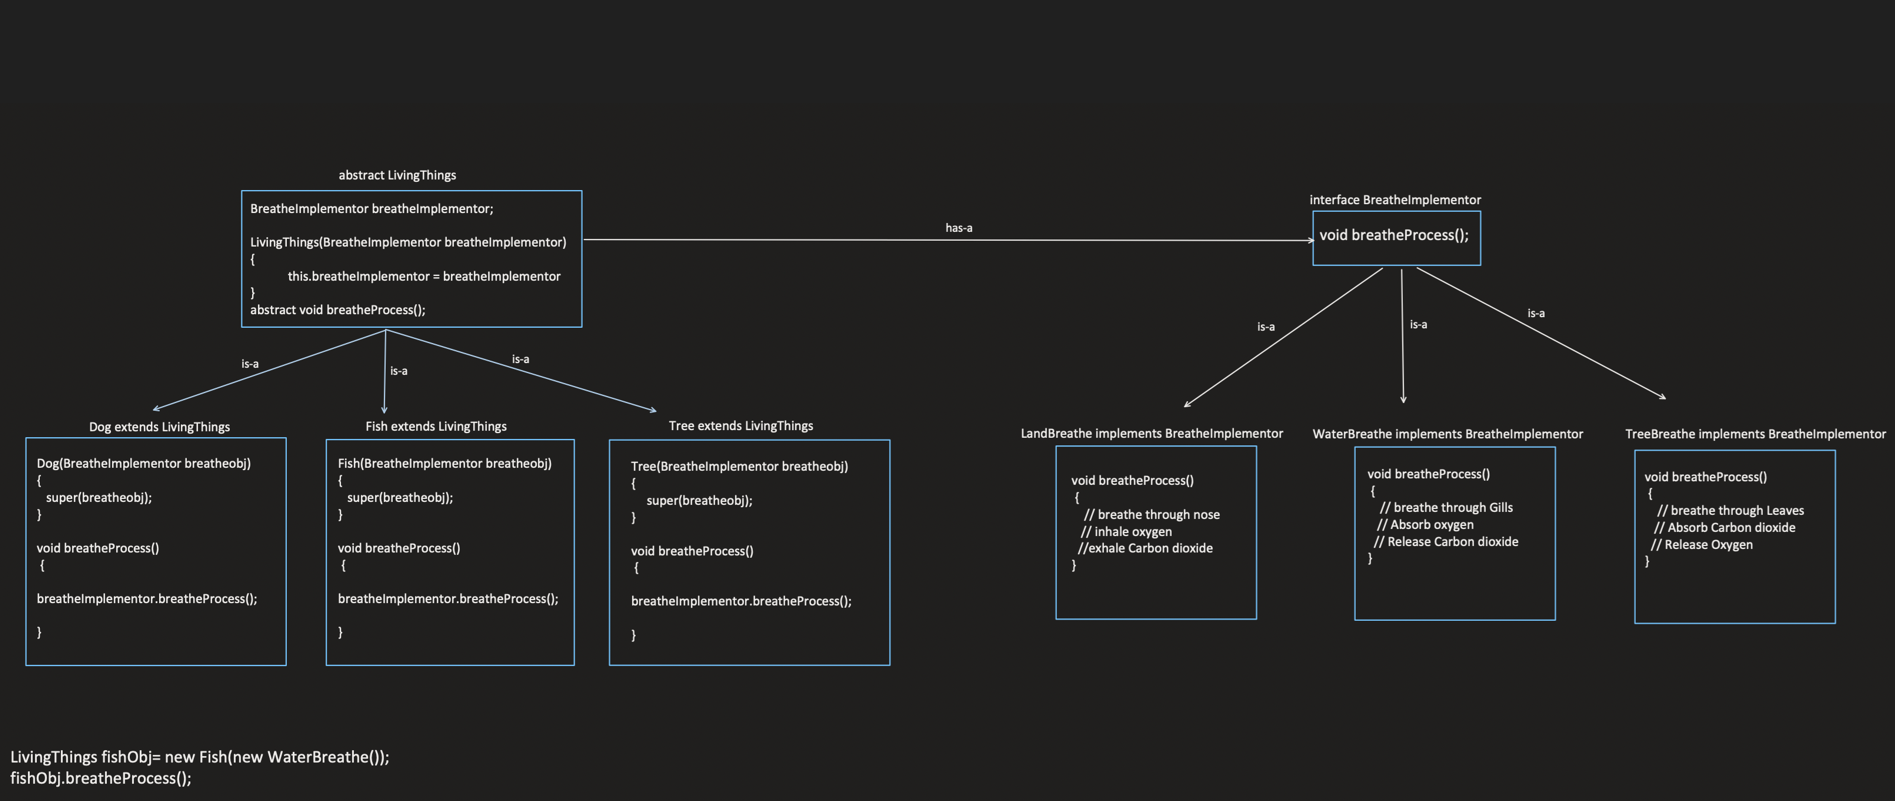 abstract LivingThings
BreatheImplementor breatheImplementor;
LivingThings(BreatheImplementor breatheImplementor)
{
this.breatheImplementor = breatheImplementor
}
abstract void breatheProcess();
has-a
interface BreatheImplementor
void breatheProcess();
is-a
is-a
is-a
is-a
is-a
is-a
Dog extends LivingThings
Dog(BreatheImplementor breatheobj)
{
super(breatheobj);
}
void breatheProcess()
{
breatheImplementor.breatheProcess();
}
Fish extends LivingThings
Fish(BreatheImplementor breatheobj)
{
super(breatheobj);
}
void breatheProcess()
{
breatheImplementor.breatheProcess();
}
Tree extends LivingThings
Tree(BreatheImplementor breatheobj)
{
super(breatheobj);
}
void breatheProcess()
{
breatheImplementor.breatheProcess();
}
LandBreathe implements BreatheImplementor
void breatheProcess()
{
// breathe through nose
// inhale oxygen
//exhale Carbon dioxide
}
WaterBreathe implements BreatheImplementor
void breatheProcess()
{
// breathe through Gills
// Absorb oxygen
// Release Carbon dioxide
}
TreeBreathe implements BreatheImplementor
void breatheProcess()
{
// breathe through Leaves
// Absorb Carbon dioxide
// Release Oxygen
}
LivingThings fishObj= new Fish(new WaterBreathe());
fishObj.breatheProcess();